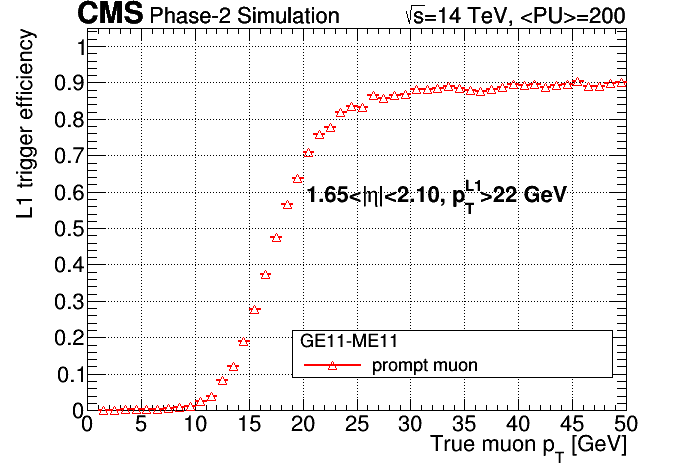 CMS Phase-2 Simulation √s=14 TeV, <PU>=200
L1 trigger efficiency
1
0.9
0.8
0.7
0.6
0.5
0.4
0.3
0.2
0.1
0
1.65<|η|<2.10, p_T^L1>22 GeV
GE11-ME11
prompt muon
0 5 10 15 20 25 30 35 40 45 50
True muon p_T [GeV]